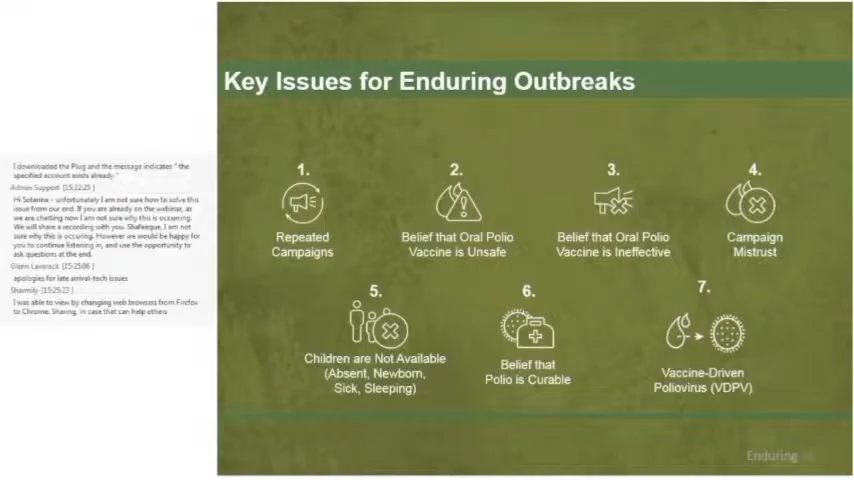 I downloaded the Plug and the message indicates " the
specified account exists already."
Admin Support [15:22:25 ]
Hi Solanine - unfortunately I am not sure how to solve this
issue from our end. If you are already on the webinar, as
we are chatting now I am not sure why this is occurring.
We will share a recording with you. Shafeeque, I am not
sure why this is occuring. However we would be happy for
you to continue listening in, and use the opportunity to
ask questions at the end.
Glenn Laverack [15:25:06 ]
apologies for late arrival-tech issues
Sharmily [15:25:23 ]
I was able to view by changing web browsers from Firefox
to Chrome. Sharing, in case that can help others
Key Issues for Enduring Outbreaks
1.
Repeated
Campaigns
2.
Belief that Oral Polio
Vaccine is Unsafe
3.
Belief that Oral Polio
Vaccine is Ineffective
4.
Campaign
Mistrust
5.
Children are Not Available
(Absent, Newborn,
Sick, Sleeping)
6.
Belief that
Polio is Curable
7.
Vaccine-Driven
Poliovirus (VDPV)
Enduring